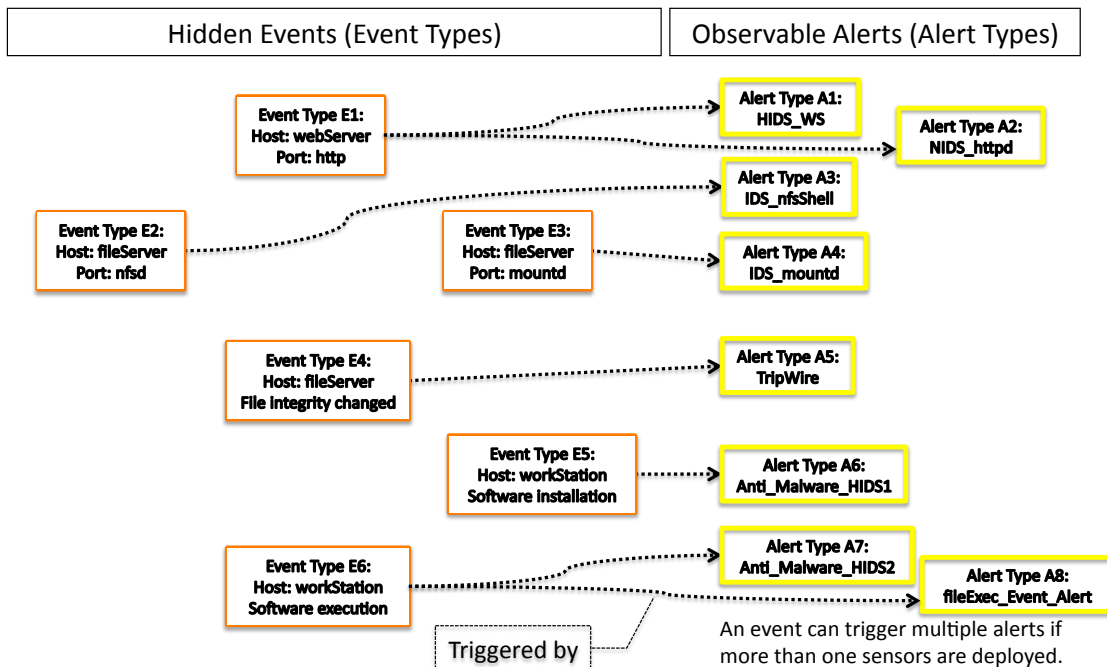 Hidden Events (Event Types)
Observable Alerts (Alert Types)
Event Type E1:
Host: webServer
Port: http
Alert Type A1:
HIDS_WS
Alert Type A2:
NIDS_httpd
Alert Type A3:
IDS_nfsShell
Event Type E2:
Host: fileServer
Port: nfsd
Event Type E3:
Host: fileServer
Port: mountd
Alert Type A4:
IDS_mountd
Event Type E4:
Host: fileServer
File integrity changed
Alert Type A5:
TripWire
Event Type E5:
Host: workStation
Software installation
Alert Type A6:
Anti_Malware_HIDS1
Event Type E6:
Host: workStation
Software execution
Alert Type A7:
Anti_Malware_HIDS2
Alert Type A8:
fileExec_Event_Alert
Triggered by
An event can trigger multiple alerts if
more than one sensors are deployed.